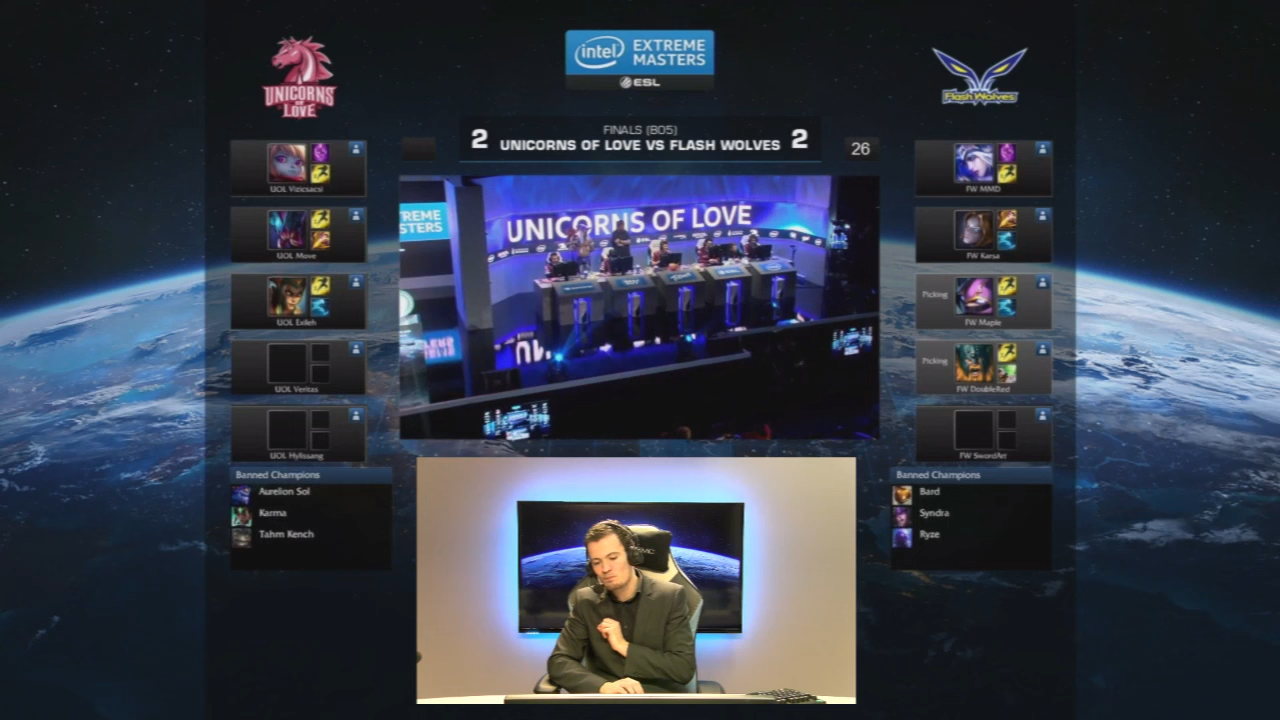 UNICORNS
OF
LOVE
intel EXTREME
MASTERS
ESL
Flash Wolves
FINALS (BO5)
2 UNICORNS OF LOVE VS FLASH WOLVES 2
26
UOL Vizicsacsi
UOL Move
UOL Exileh
UOL Veritas
UOL Hylissang
Banned Champions
Aurelion Sol
Karma
Tahm Kench
XTREME
STERS
UNICORNS OF LOVE
FW MMD
FW Karsa
Picking
FW Maple
Picking
FW DoubleRed
FW SwordArt
Banned Champions
Bard
Syndra
Ryze